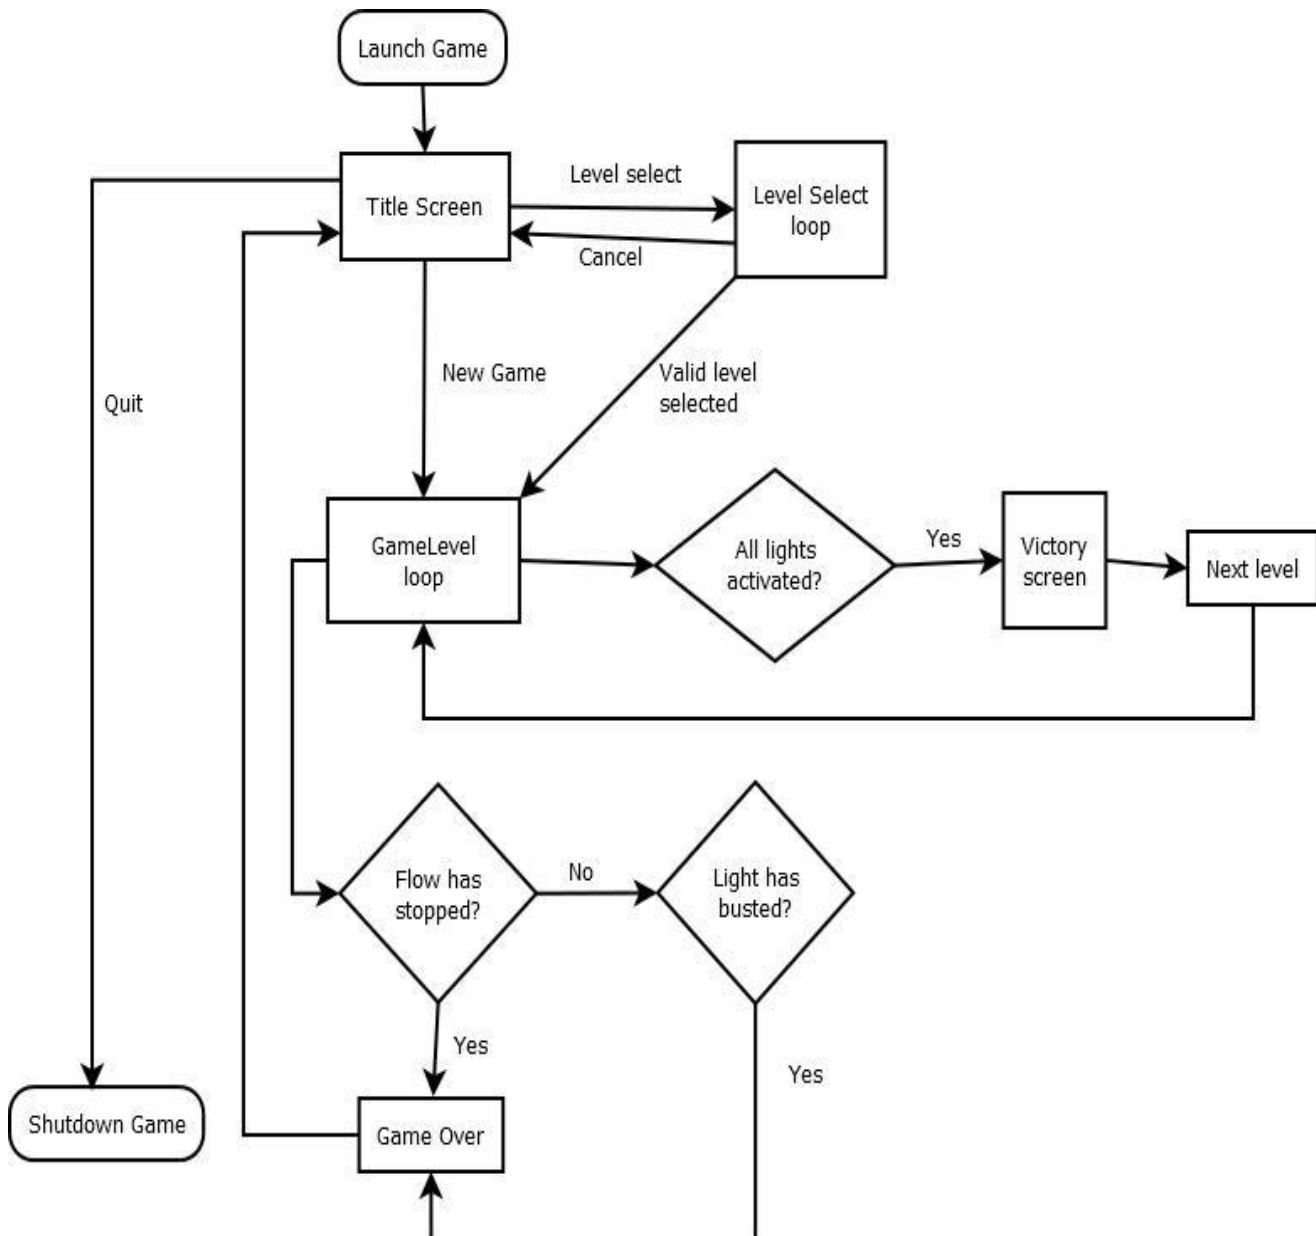 Launch Game
Level select
Title Screen
Level Select
loop
Cancel
New Game
Valid level
selected
Quit
GameLevel
loop
All lights
activated?
Yes
Victory
screen
Next level
Flow has
stopped?
No
Light has
busted?
Yes
Yes
Shutdown Game
Game Over